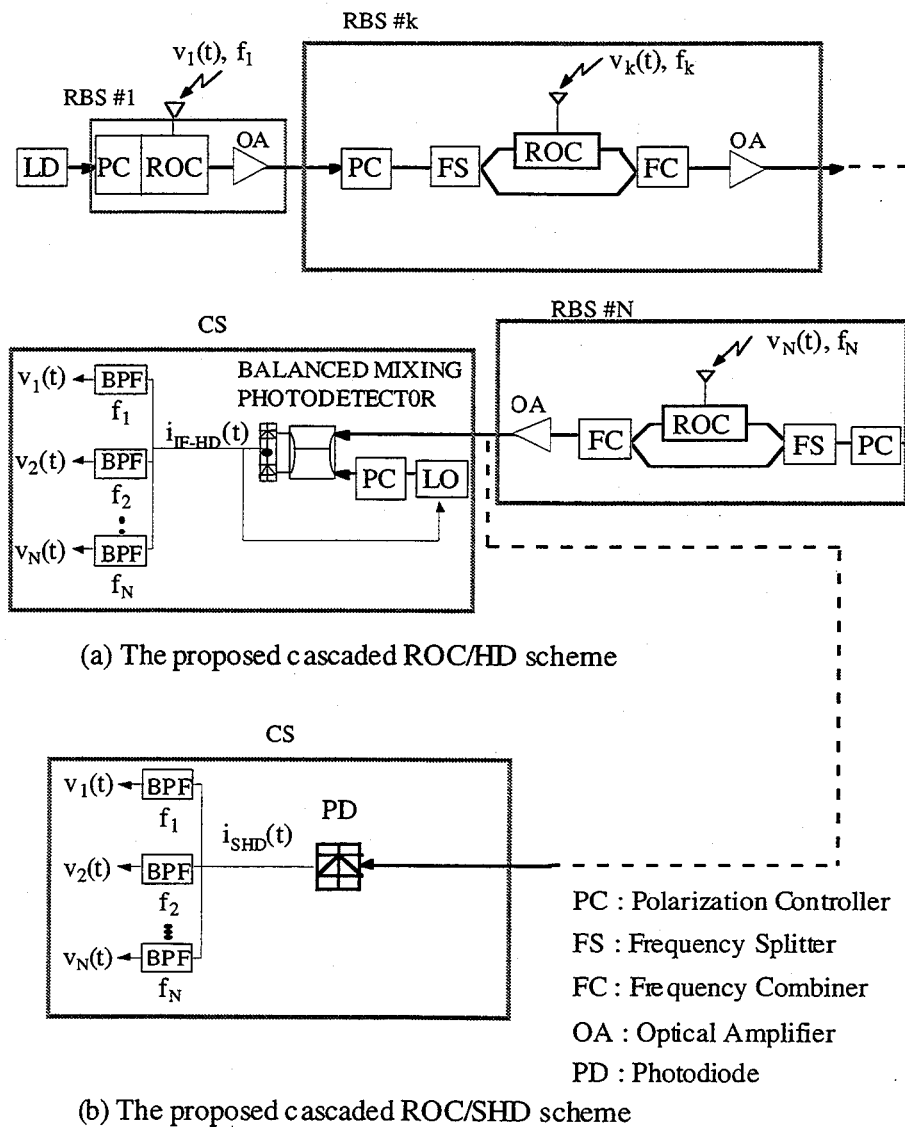 RBS #k
v1(t), f1
vk(t), fk
RBS #1
OA
OA
LD
PC
ROC
PC
FS
ROC
FC
CS
RBS #N
BALANCED MIXING
PHOTODETECTOR
vN(t), fN
v1(t)
BPF
f1
iIF-HD(t)
OA
FC
ROC
FS
PC
v2(t)
BPF
f2
PC
LO
vN(t)
BPF
fN
(a) The proposed cascaded ROC/HD scheme
CS
v1(t)
BPF
f1
PD
iSHD(t)
v2(t)
BPF
f2
vN(t)
BPF
fN
PC : Polarization Controller
FS : Frequency Splitter
FC : Frequency Combiner
OA : Optical Amplifier
PD : Photodiode
(b) The proposed cascaded ROC/SHD scheme